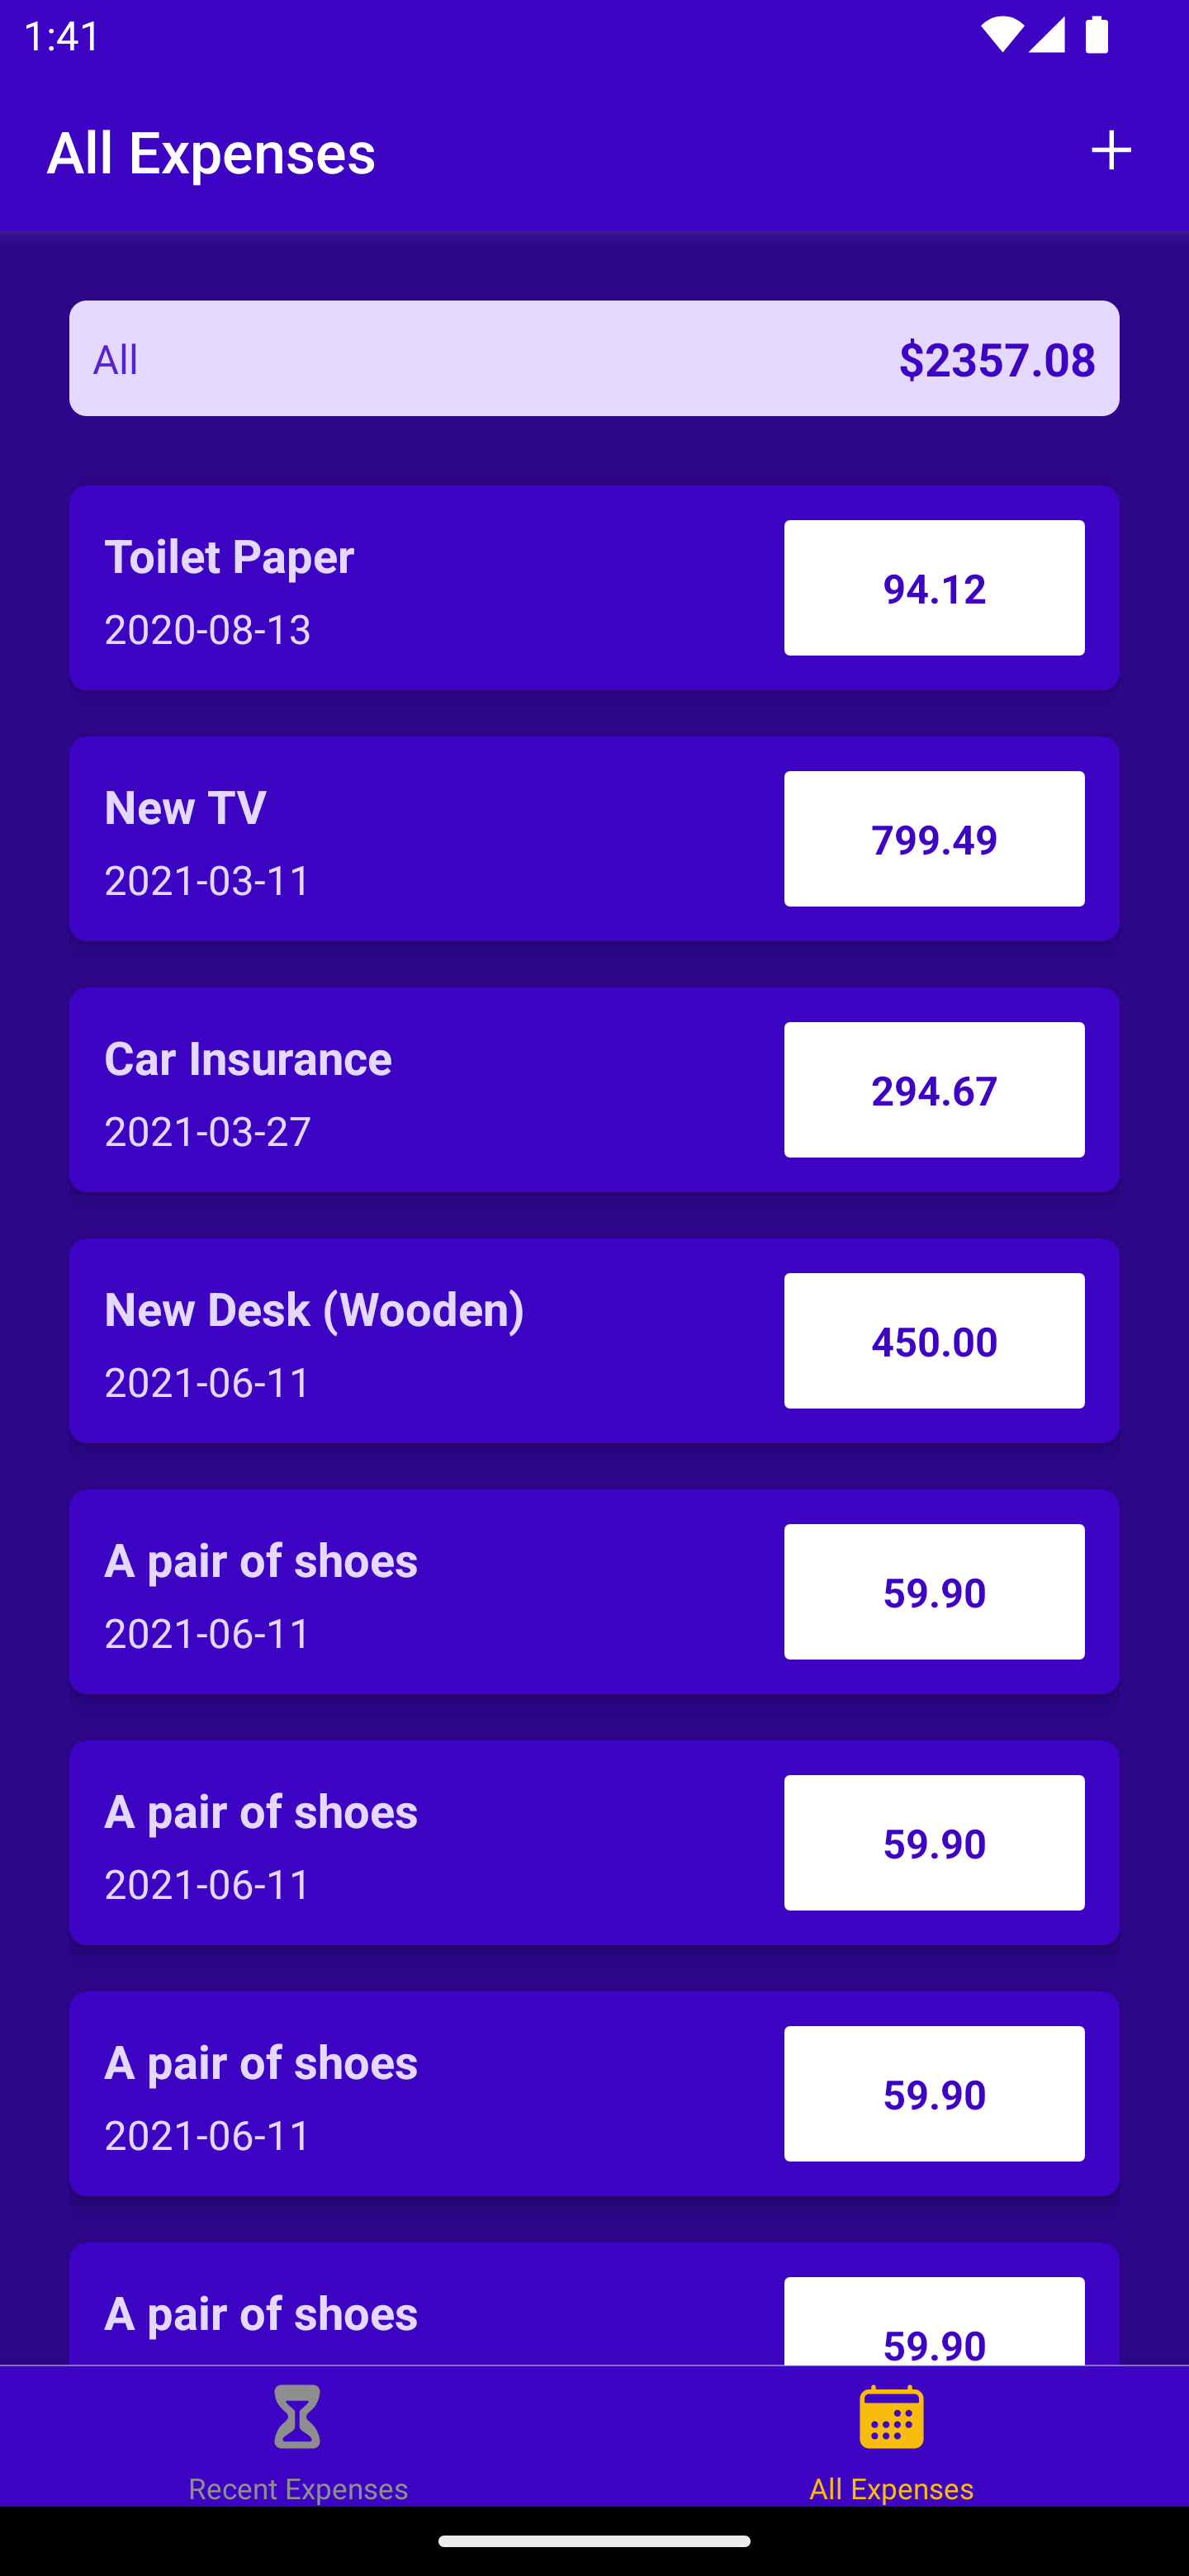 1:41
All Expenses
All $2357.08
Toilet Paper
2020-08-13
94.12
New TV
2021-03-11
799.49
Car Insurance
2021-03-27
294.67
New Desk (Wooden)
2021-06-11
450.00
A pair of shoes
2021-06-11
59.90
A pair of shoes
2021-06-11
59.90
A pair of shoes
2021-06-11
59.90
A pair of shoes
59.90
Recent Expenses
All Expenses